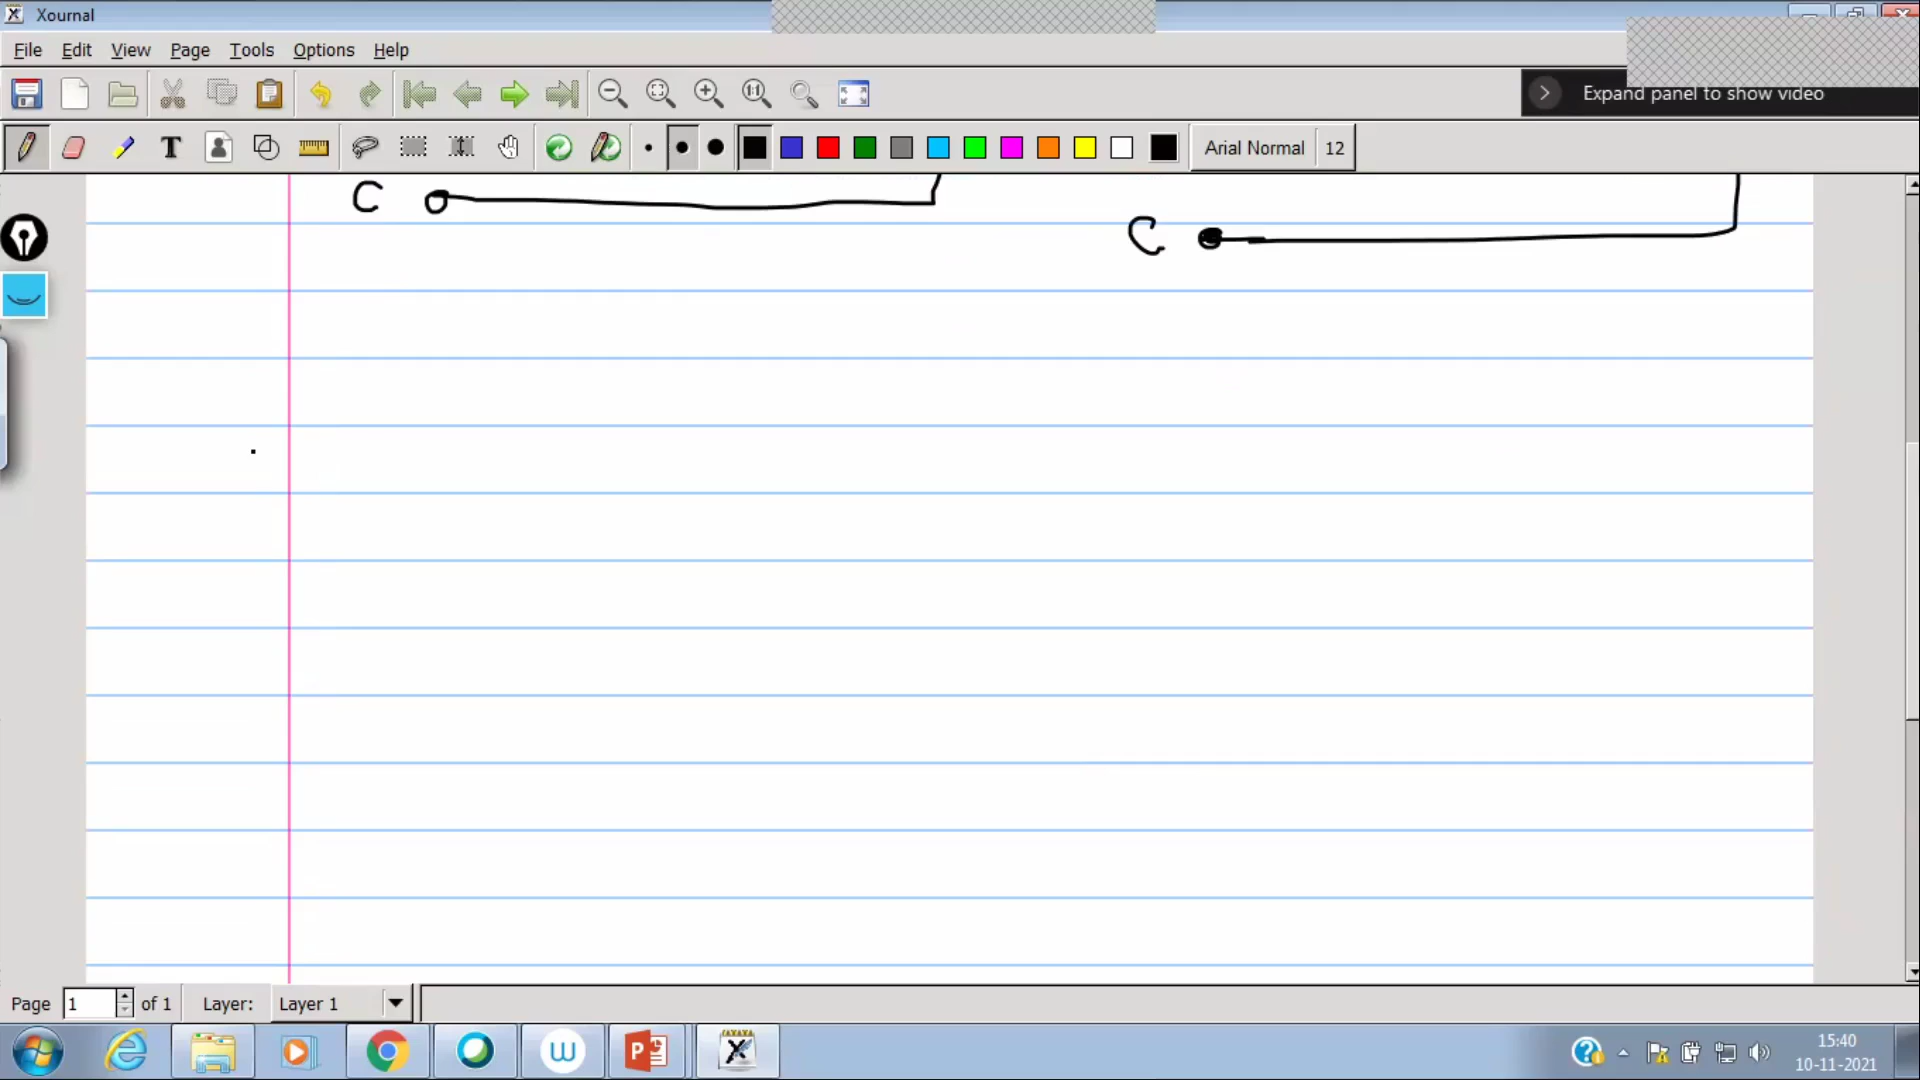 Xournal
File Edit View Page Tools Options Help
Expand panel to show video
T Arial Normal 12
C
C
Page 1 of 1 Layer: Layer 1
15:40
10-11-2021